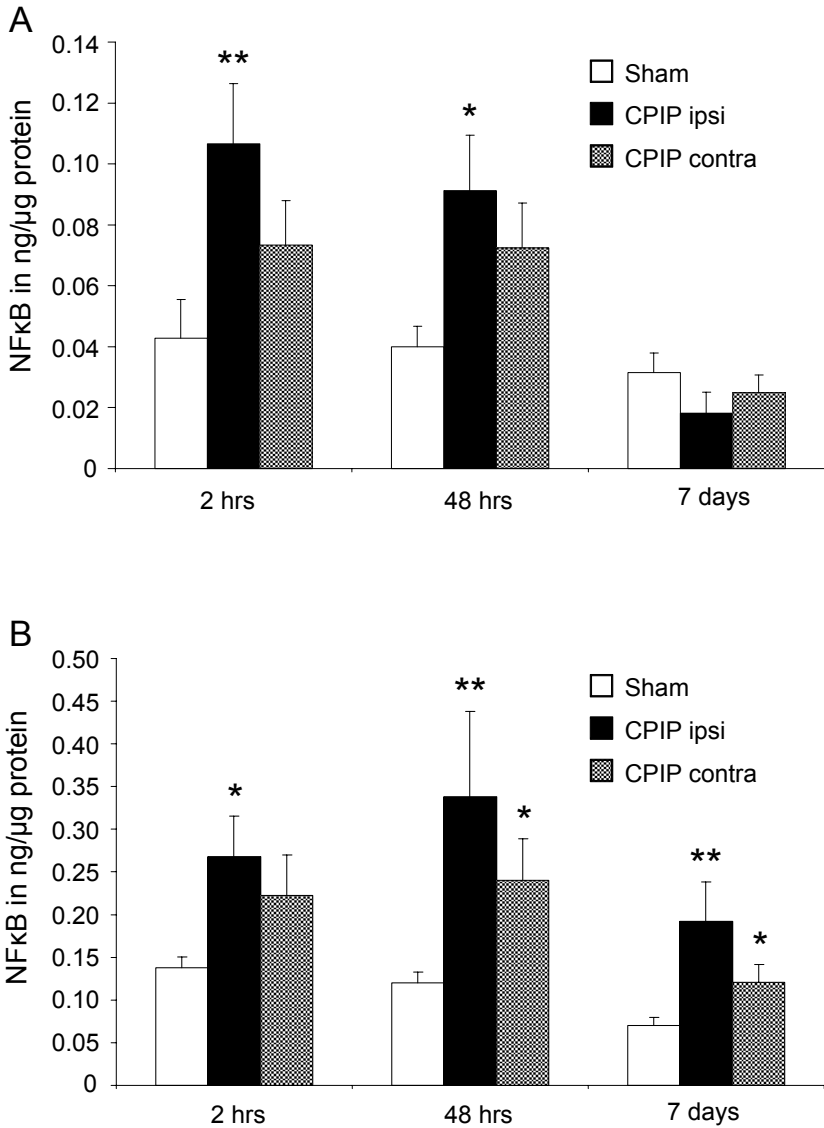 A
0.14
0.12
0.10
0.08
0.06
0.04
0.02
0
NFκB in ng/µg protein
** * 
Sham
CPIP ipsi
CPIP contra
2 hrs 48 hrs 7 days
B
0.50
0.45
0.40
0.35
0.30
0.25
0.20
0.15
0.10
0.05
0
NFκB in ng/µg protein
* ** * ** *
Sham
CPIP ipsi
CPIP contra
2 hrs 48 hrs 7 days